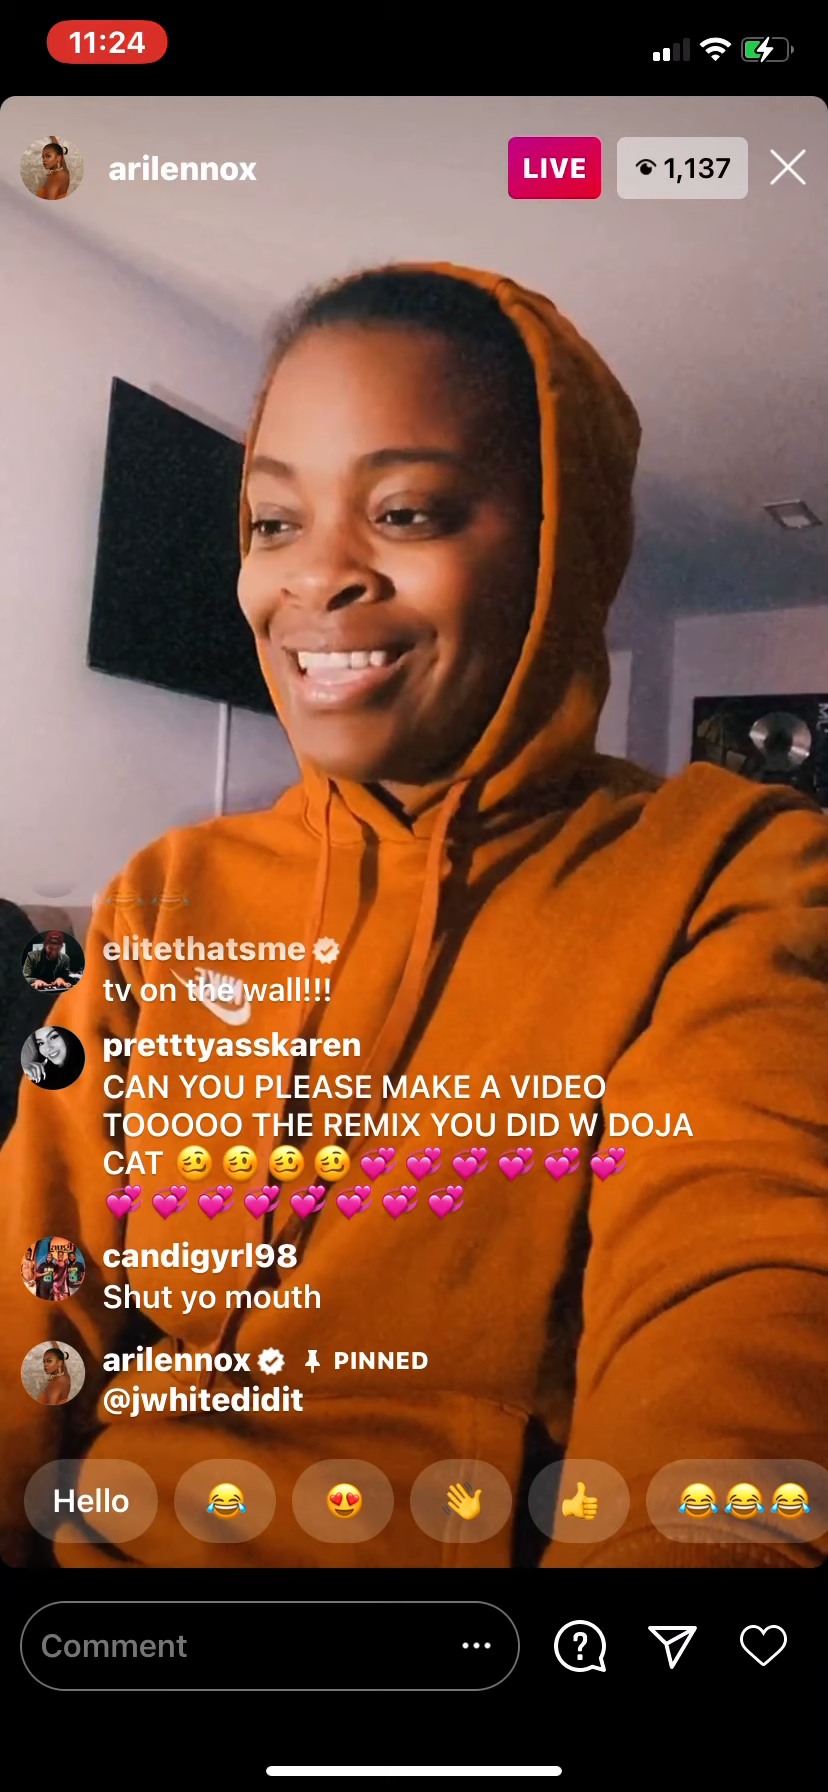 11:24
arilennox
LIVE
1,137
elitethatsme
tv on the wall!!!
pretttyasskaren
CAN YOU PLEASE MAKE A VIDEO
TOOOOO THE REMIX YOU DID W DOJA
CAT 🥴🥴🥴🥴💞💞💞💞💞💞
💞💞💞💞💞💞💞💞
candigyrl98
Shut yo mouth
arilennox PINNED
@jwhitedidit
Hello 😂 😍 👋 👍 😂😂😂
Comment